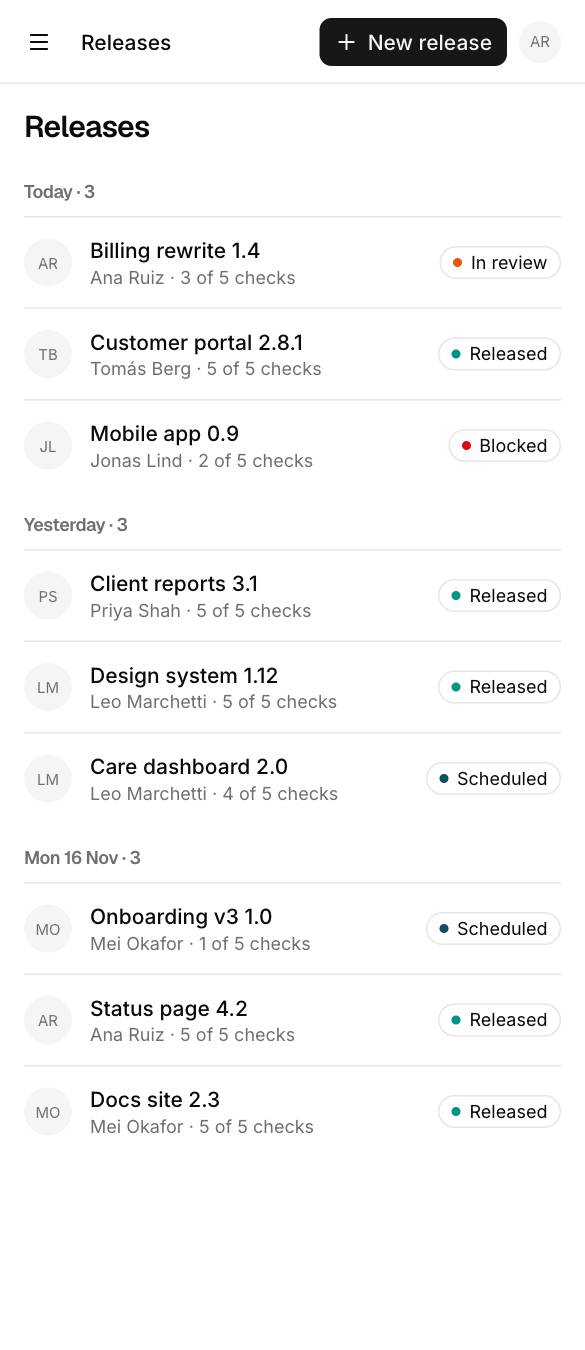 Releases
+ New release
AR
Releases
Today · 3
AR
Billing rewrite 1.4
Ana Ruiz · 3 of 5 checks
In review
TB
Customer portal 2.8.1
Tomás Berg · 5 of 5 checks
Released
JL
Mobile app 0.9
Jonas Lind · 2 of 5 checks
Blocked
Yesterday · 3
PS
Client reports 3.1
Priya Shah · 5 of 5 checks
Released
LM
Design system 1.12
Leo Marchetti · 5 of 5 checks
Released
LM
Care dashboard 2.0
Leo Marchetti · 4 of 5 checks
Scheduled
Mon 16 Nov · 3
MO
Onboarding v3 1.0
Mei Okafor · 1 of 5 checks
Scheduled
AR
Status page 4.2
Ana Ruiz · 5 of 5 checks
Released
MO
Docs site 2.3
Mei Okafor · 5 of 5 checks
Released